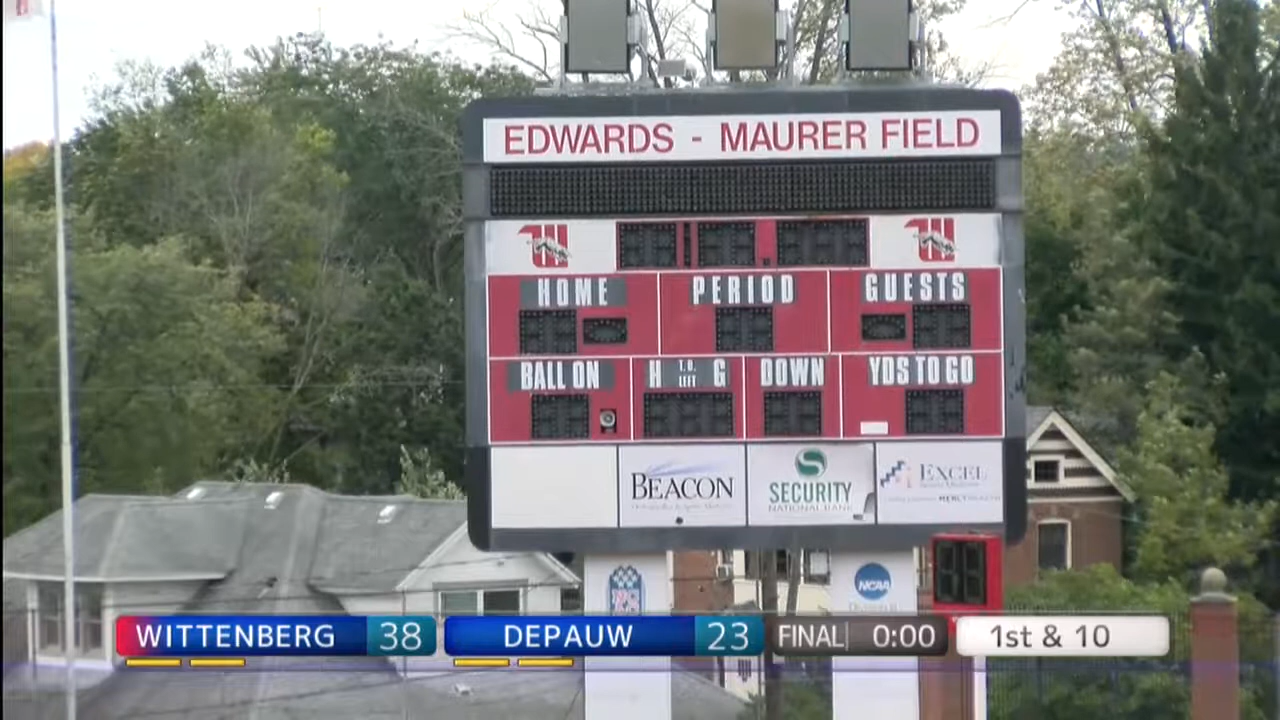 EDWARDS - MAURER FIELD
HOME PERIOD GUESTS
BALL ON H T.O. LEFT G DOWN YDS TO GO
BEACON
SECURITY
NATIONAL BANK
EXCEL
NCAA
WITTENBERG 38 DEPAUW 23 FINAL 0:00 1st & 10